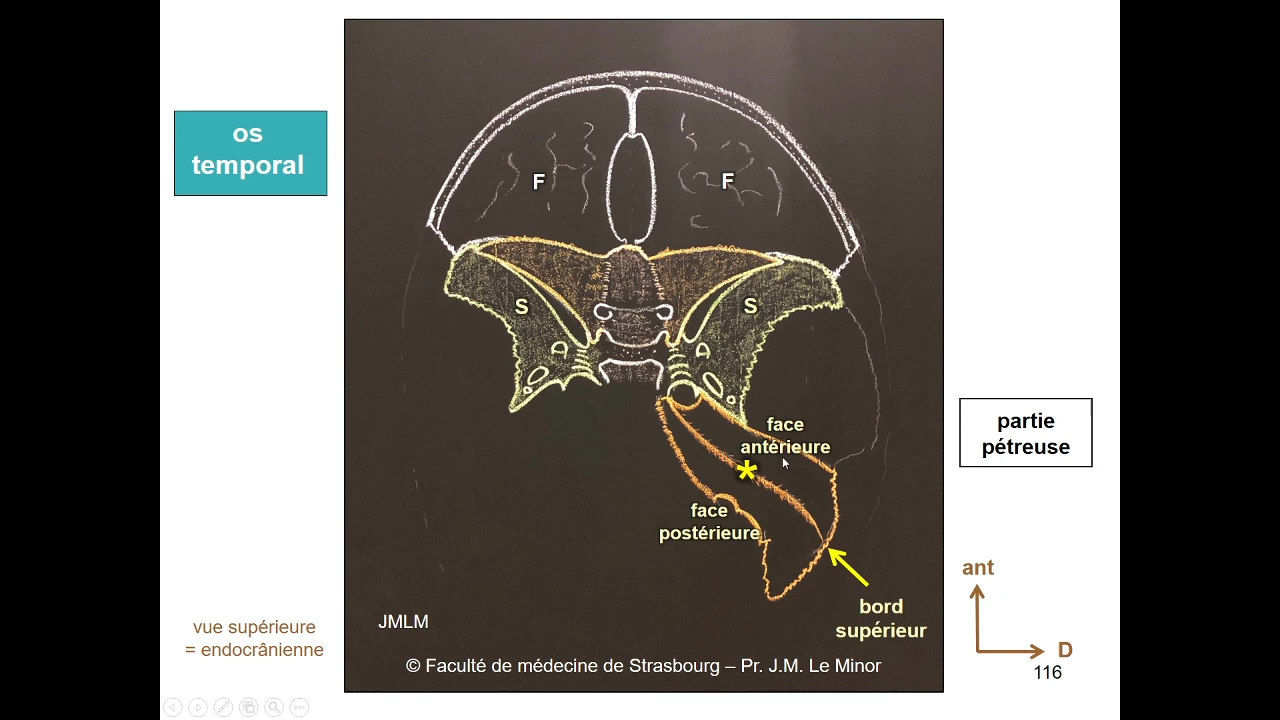 os
temporal
F
F
S
S
face
antérieure
*
face
postérieure
partie
pétreuse
ant
D
bord
supérieur
JMLM
vue supérieure
= endocrânienne
© Faculté de médecine de Strasbourg – Pr. J.M. Le Minor
116